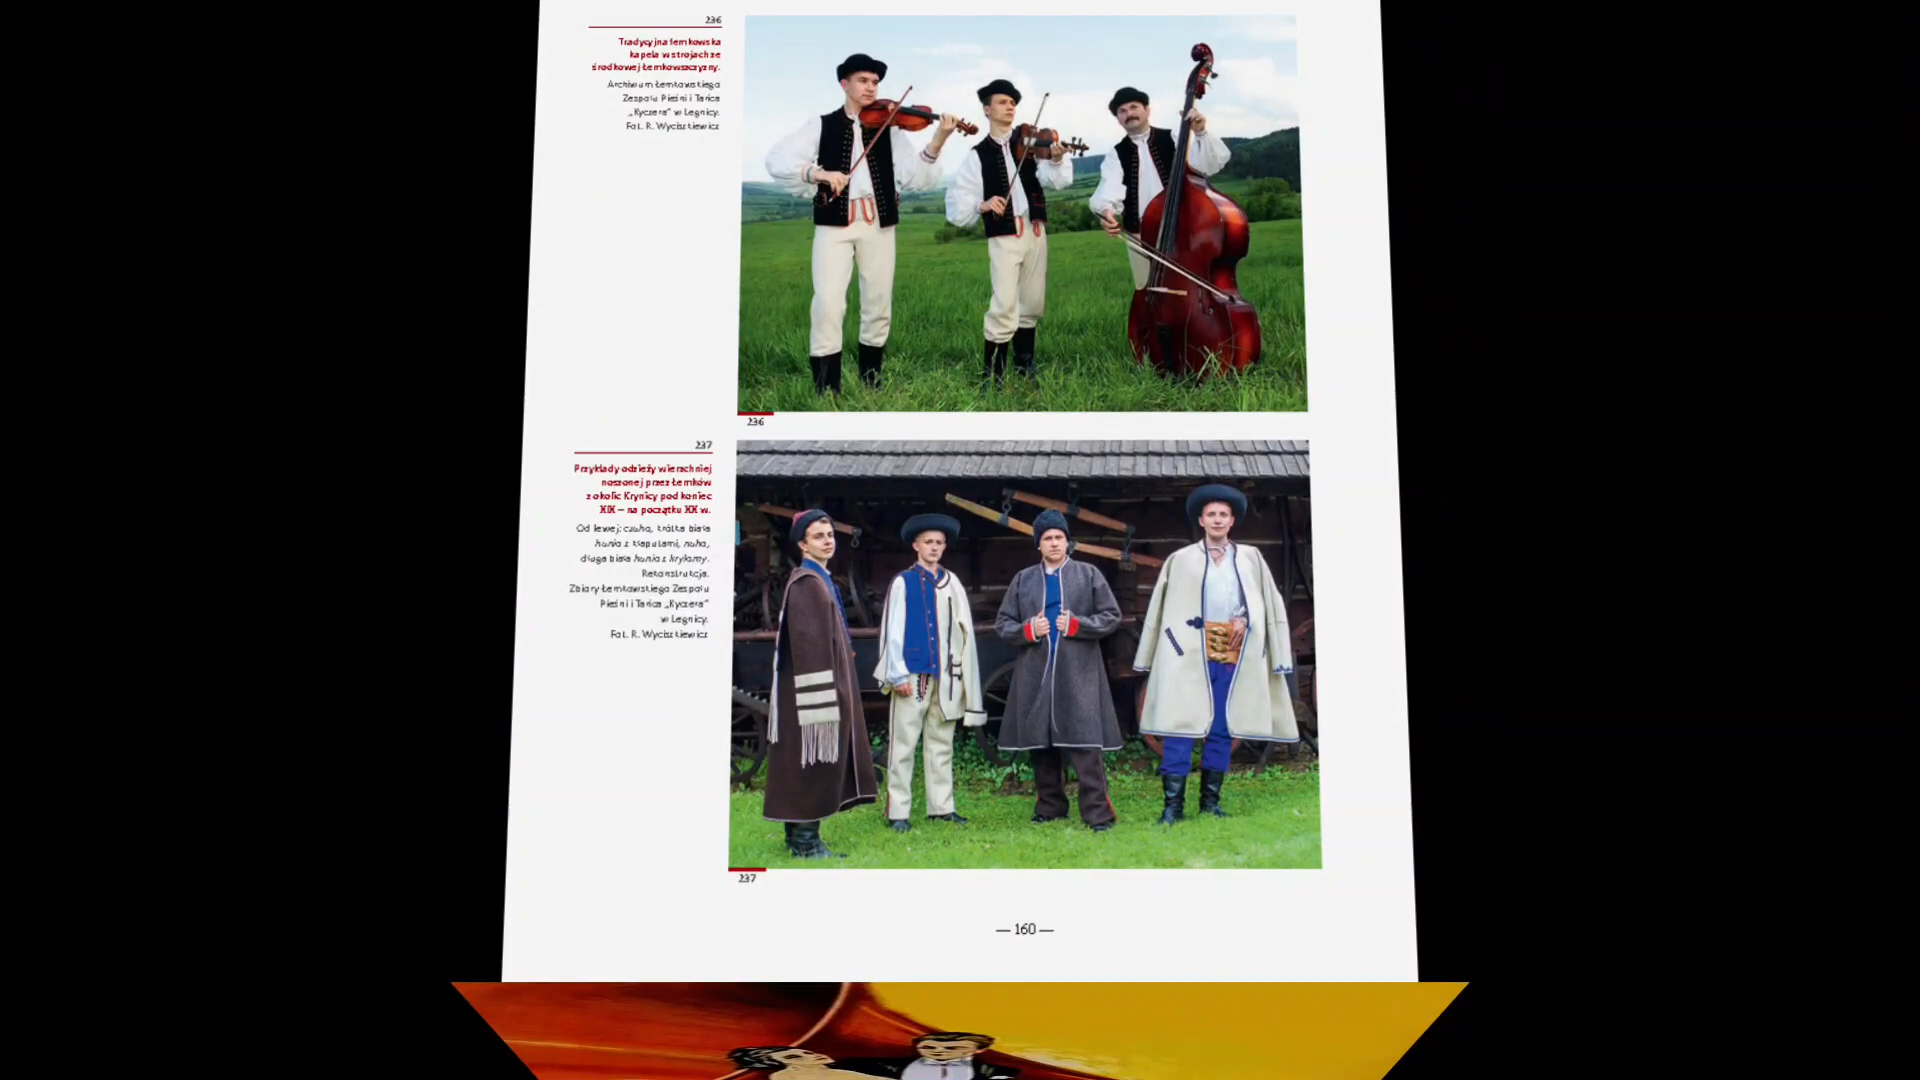 236
Tradycyjna łemkowska
kapela w strojach ze
środkowej Łemkowszczyzny.
Archiwum Łemkowskiego
Zespołu Pieśni i Tańca
„Kyczera” w Legnicy.
Fot. R. Wyciszkiewicz
236
237
Przykłady odzieży wierzchniej
noszonej przez Łemków
z okolic Krynicy pod koniec
XIX – na początku XX w.
Od lewej: czuha, krótka biała
hunia z klapulami, nuha,
długa biała hunia z kryłamy.
Rekonstrukcja.
Zbiory Łemkowskiego Zespołu
Pieśni i Tańca „Kyczera”
w Legnicy.
Fot. R. Wyciszkiewicz
237
— 160 —